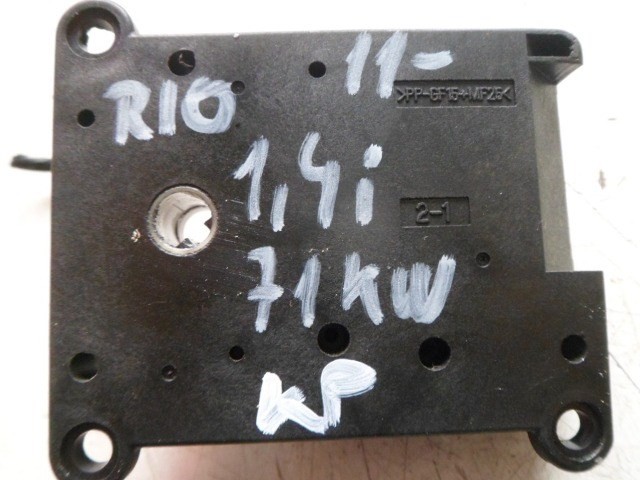 11-
RIO
>PP-GF15+MF25<
1,4i
2-1
71KW
KP